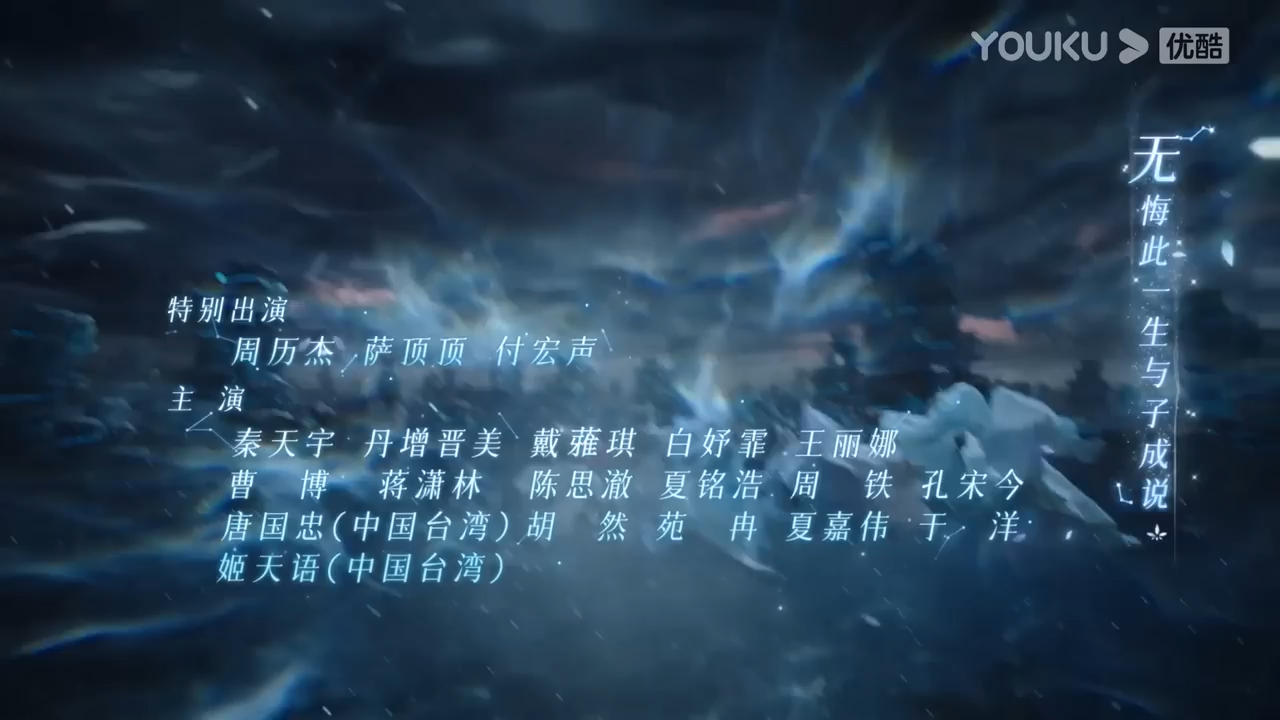 YOUKU 优酷
特别出演
周历杰 萨顶顶 付宏声
主 演
秦天宇 丹增晋美 戴蕥琪 白妤霏 王丽娜
曹 博 蒋潇林 陈思澈 夏铭浩 周 铁 孔宋今
唐国忠(中国台湾) 胡 然 苑 冉 夏嘉伟 于 洋
姬天语(中国台湾)
无悔此一生与子成说